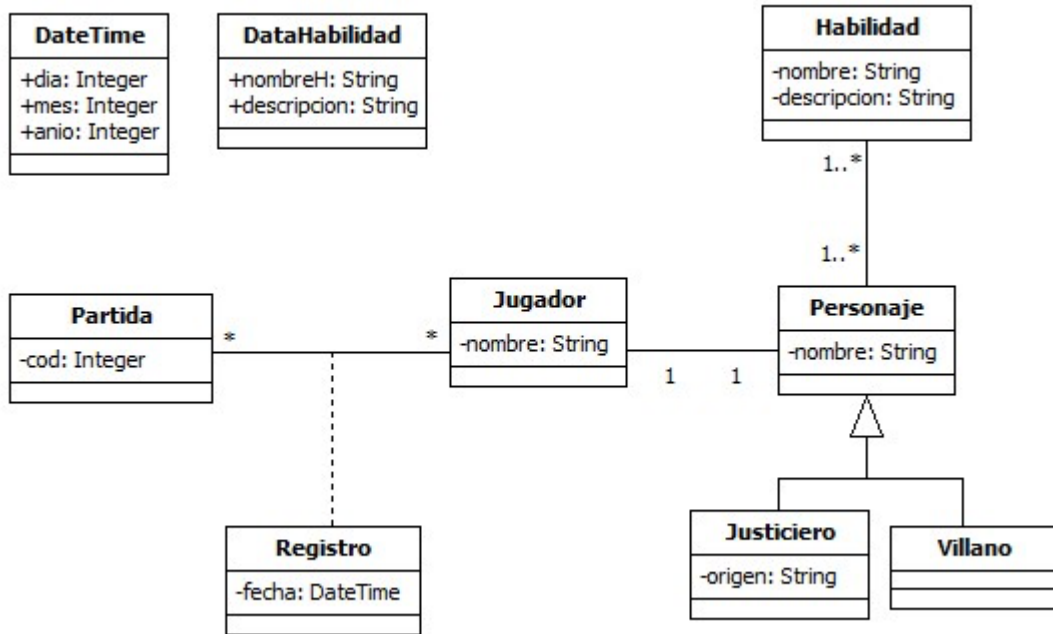 DateTime
+dia: Integer
+mes: Integer
+anio: Integer
DataHabilidad
+nombreH: String
+descripcion: String
Habilidad
-nombre: String
-descripcion: String
1..*
1..*
Partida
-cod: Integer
*
*
Jugador
-nombre: String
1
1
Personaje
-nombre: String
Registro
-fecha: DateTime
Justiciero
-origen: String
Villano